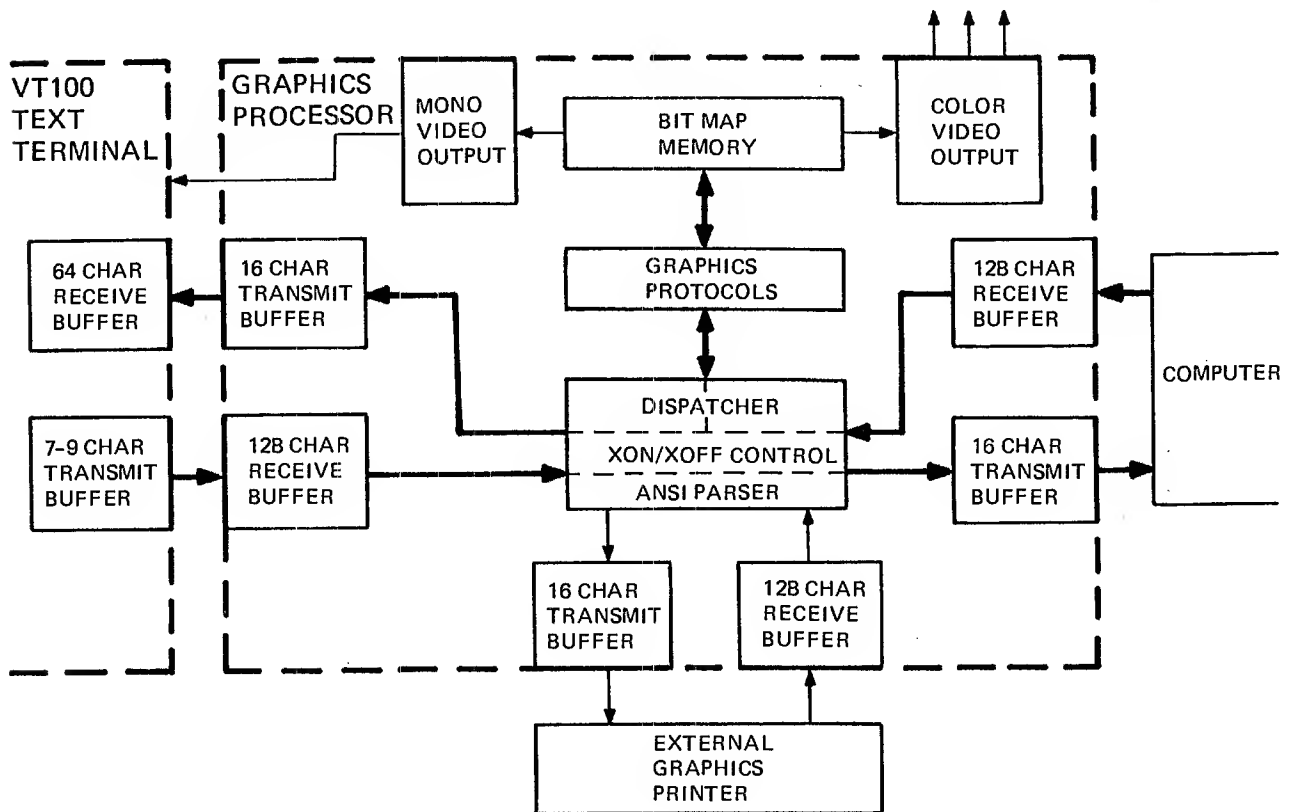 VT100
TEXT
TERMINAL
GRAPHICS
PROCESSOR
MONO
VIDEO
OUTPUT
BIT MAP
MEMORY
COLOR
VIDEO
OUTPUT
64 CHAR
RECEIVE
BUFFER
16 CHAR
TRANSMIT
BUFFER
GRAPHICS
PROTOCOLS
12B CHAR
RECEIVE
BUFFER
COMPUTER
7-9 CHAR
TRANSMIT
BUFFER
12B CHAR
RECEIVE
BUFFER
DISPATCHER
XON/XOFF CONTROL
ANSI PARSER
16 CHAR
TRANSMIT
BUFFER
16 CHAR
TRANSMIT
BUFFER
12B CHAR
RECEIVE
BUFFER
EXTERNAL
GRAPHICS
PRINTER